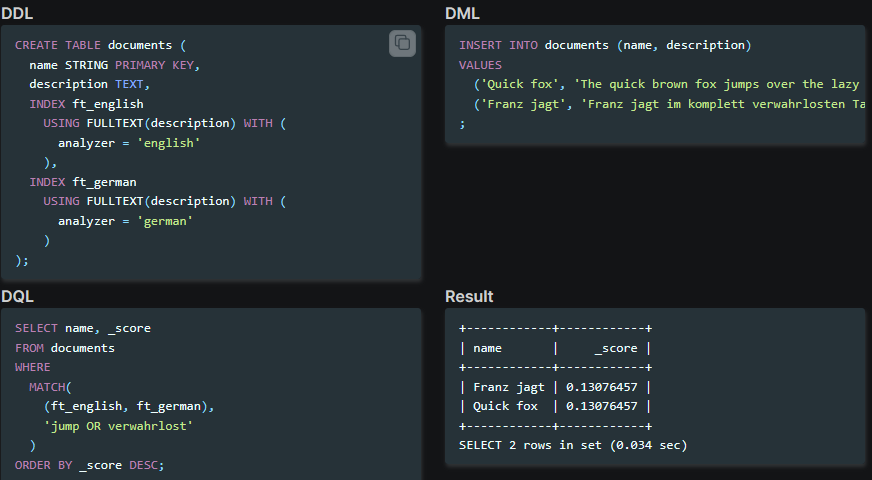 DDL
CREATE TABLE documents (
  name STRING PRIMARY KEY,
  description TEXT,
  INDEX ft_english
    USING FULLTEXT(description) WITH (
      analyzer = 'english'
    ),
  INDEX ft_german
    USING FULLTEXT(description) WITH (
      analyzer = 'german'
    )
);
DML
INSERT INTO documents (name, description)
VALUES
  ('Quick fox', 'The quick brown fox jumps over the lazy
  ('Franz jagt', 'Franz jagt im komplett verwahrlosten Ta
;
DQL
SELECT name, _score
FROM documents
WHERE
  MATCH(
    (ft_english, ft_german),
    'jump OR verwahrlost'
  )
ORDER BY _score DESC;
Result
+------------+------------+
| name       |     _score |
+------------+------------+
| Franz jagt | 0.13076457 |
| Quick fox  | 0.13076457 |
+------------+------------+
SELECT 2 rows in set (0.034 sec)